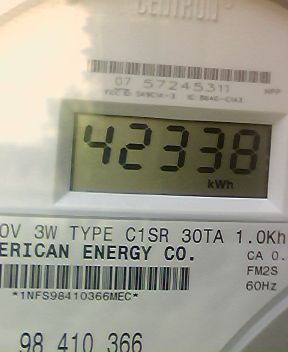 CENTRON
07 57245311
42338
kWh
0V 3W TYPE C1SR 30TA 1.0Kh
ERICAN ENERGY CO.
CA 0.
FM2S
*1NFS98410366MEC*
60Hz
98 410 366